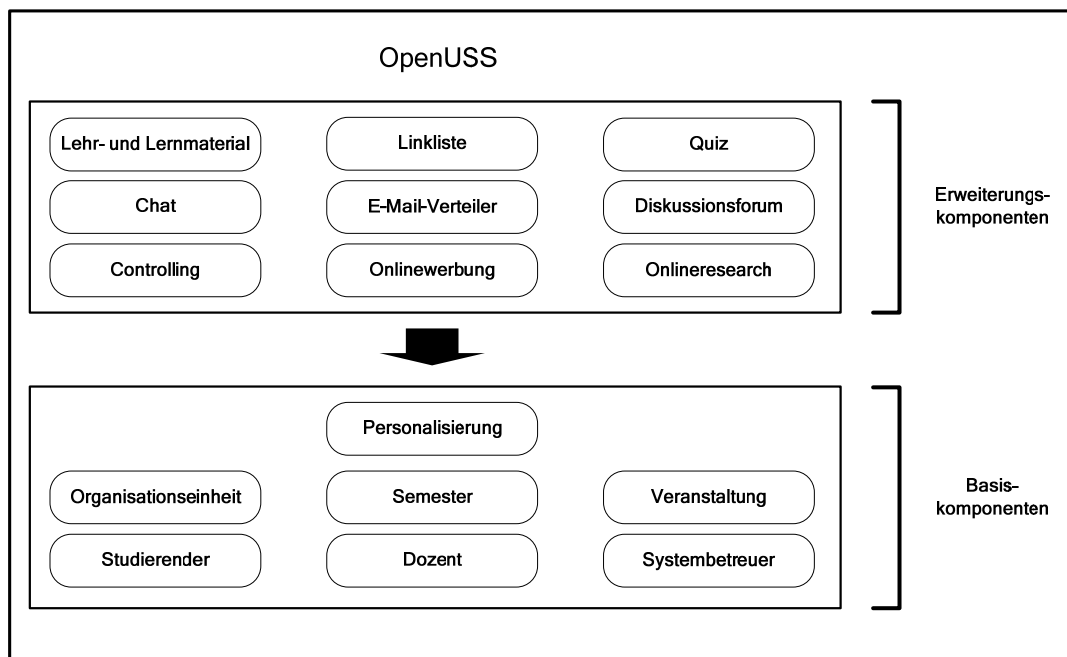 OpenUSS
Lehr- und Lernmaterial
Linkliste
Quiz
Chat
E-Mail-Verteiler
Diskussionsforum
Controlling
Onlinewerbung
Onlineresearch
Erweiterungs-
komponenten
Personalisierung
Organisationseinheit
Semester
Veranstaltung
Studierender
Dozent
Systembetreuer
Basis-
komponenten